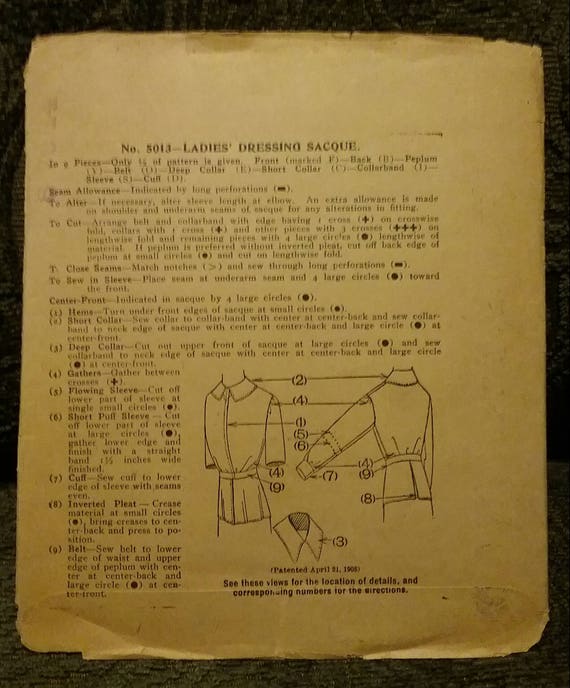 No. 5013—LADIES' DRESSING SACQUE.
In 9 Pieces—Only ½ of pattern is given. Front (marked F)—Back (B)—Peplum
(V)—Belt (O)—Deep Collar (E)—Short Collar (C)—Collarband (I)—
Sleeve (S)—Cuff (D).
Seam Allowance—Indicated by long perforations (▬).
To Alter—If necessary, alter sleeve length at elbow. An extra allowance is made
on shoulder and underarm seams of sacque for any alterations in fitting.
To Cut—Arrange belt and collarband with edge having 1 cross (✚) on crosswise
fold, collars with 1 cross (✚) and other pieces with 3 crosses (✚✚✚) on
lengthwise fold and remaining pieces with 4 large circles (●) lengthwise of
material. If peplum is preferred without inverted pleat, cut off back edge of
peplum at small circles (●) and cut on lengthwise fold.
T. Close Seams—Match notches (>) and sew through long perforations (▬).
To Sew in Sleeve—Place seam at underarm seam and 4 large circles (●) toward
the front.
Center-Front—Indicated in sacque by 4 large circles (●).
(1) Hems—Turn under front edges of sacque at small circles (●).
(2) Short Collar—Sew collar to collarband with center at center-back and sew collar-
band to neck edge of sacque with center at center-back and large circle (●) at
center-front.
(3) Deep Collar—Cut out upper front of sacque at large circles (●) and sew
collarband to neck edge of sacque with center at center-back and large circle
(●) at center-front.
(4) Gathers—Gather between
crosses (✚).
(5) Flowing Sleeve—Cut off
lower part of sleeve at
single small circles (●).
(6) Short Puff Sleeve—Cut
off lower part of sleeve
at large circles (●),
gather lower edge and
finish with a straight
band 1½ inches wide
finished.
(7) Cuff—Sew cuff to lower
edge of sleeve with seams
even.
(8) Inverted Pleat—Crease
material at small circles
(●), bring creases to cen-
ter-back and press to po-
sition.
(9) Belt—Sew belt to lower
edge of waist and upper
edge of peplum with cen-
ter at center-back and
large circle (●) at cen-
ter-front.
(2)
(4)
(1)
(5)
(6)
(4)
(4)
(7)
(9)
(9)
(8)
(3)
(Patented April 21, 1908)
See these views for the location of details, and
corresponding numbers for the directions.